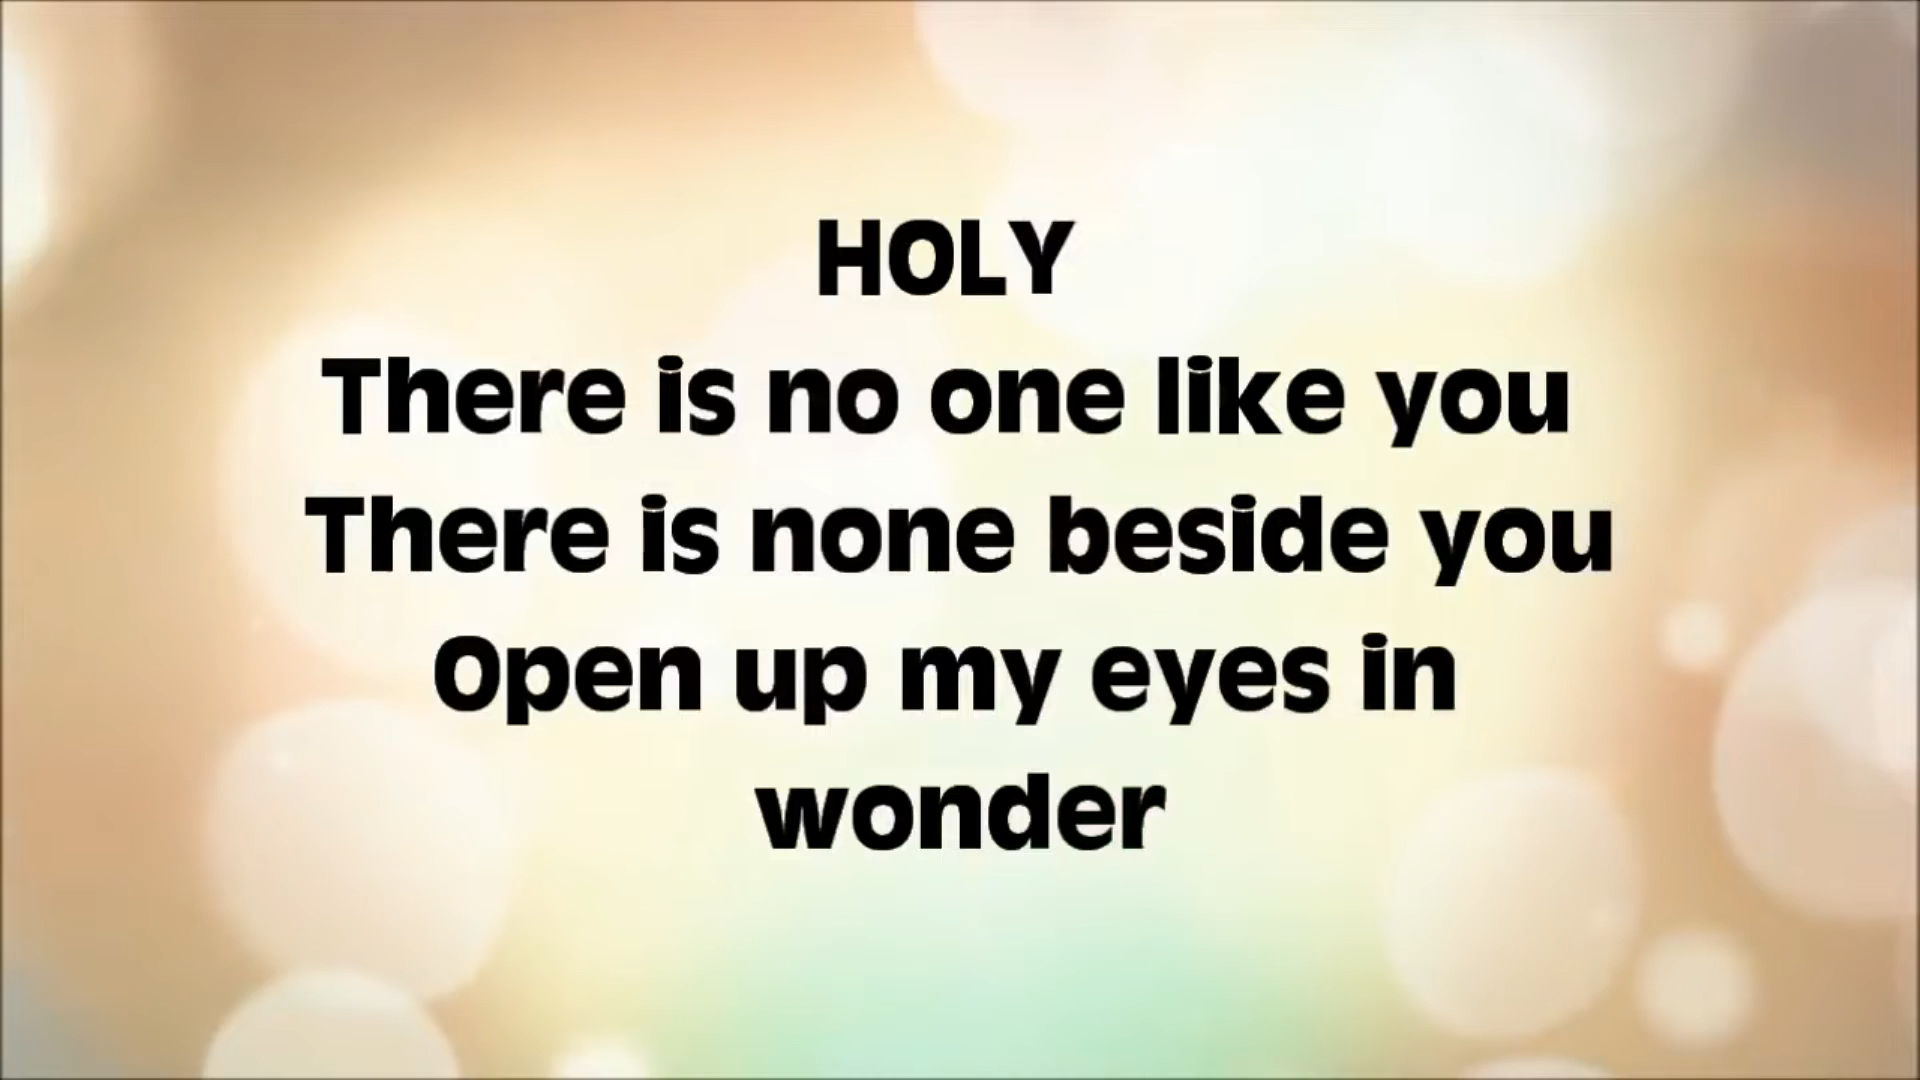 HOLY
There is no one like you
There is none beside you
Open up my eyes in
wonder